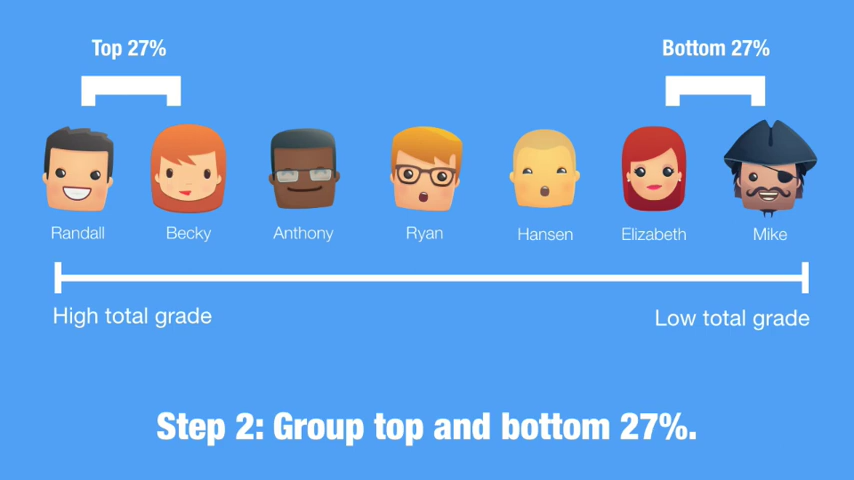 Top 27%
Bottom 27%
Randall
Becky
Anthony
Ryan
Hansen
Elizabeth
Mike
High total grade
Low total grade
Step 2: Group top and bottom 27%.